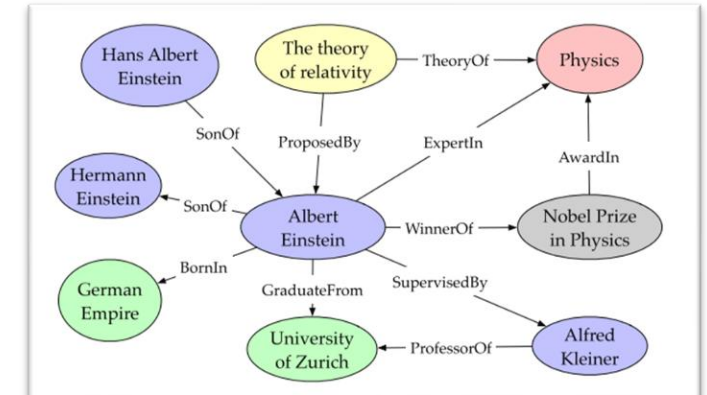 Hans Albert
Einstein
The theory
of relativity
TheoryOf
Physics
SonOf
ProposedBy
ExpertIn
AwardIn
Hermann
Einstein
SonOf
Albert
Einstein
WinnerOf
Nobel Prize
in Physics
BornIn
German
Empire
GraduateFrom
SupervisedBy
University
of Zurich
ProfessorOf
Alfred
Kleiner